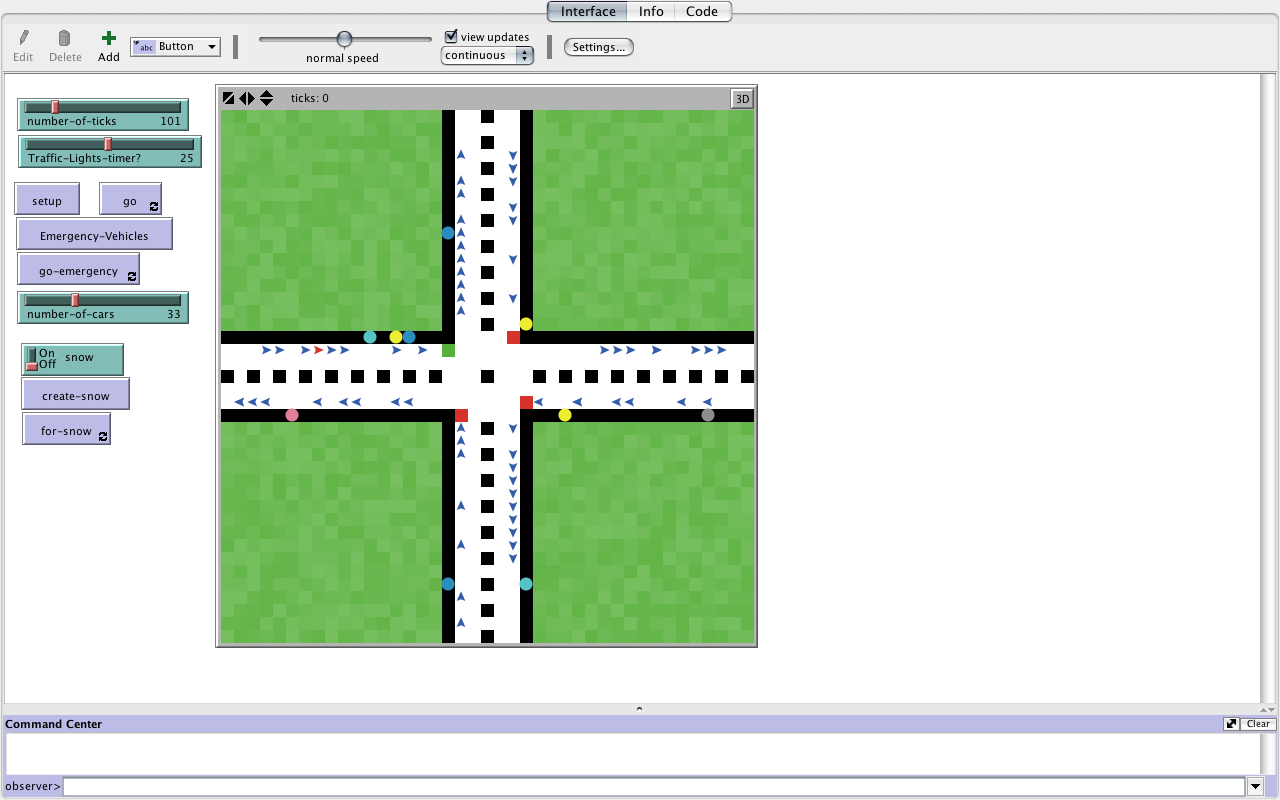 Interface Info Code
Edit Delete Add abc Button normal speed view updates continuous Settings...
ticks: 0 3D
number-of-ticks 101
Traffic-Lights-timer? 25
setup go
Emergency-Vehicles
go-emergency
number-of-cars 33
On
Off snow
create-snow
for-snow
Command Center Clear
observer>